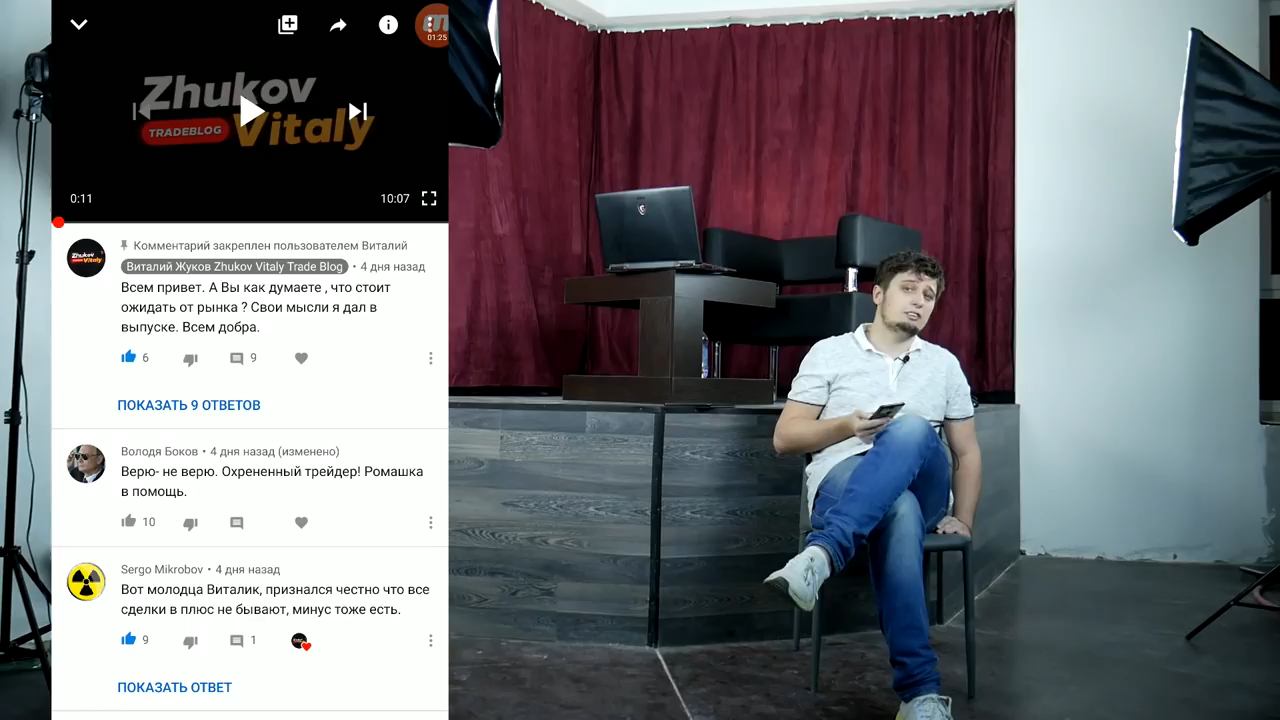 01:25
Zhukov
TRADEBLOG
Vitaly
0:11
10:07
Комментарий закреплен пользователем Виталий
Виталий Жуков Zhukov Vitaly Trade Blog • 4 дня назад
Всем привет. А Вы как думаете , что стоит
ожидать от рынка ? Свои мысли я дал в
выпуске. Всем добра.
6
9
ПОКАЗАТЬ 9 ОТВЕТОВ
Володя Боков • 4 дня назад (изменено)
Верю- не верю. Охрененный трейдер! Ромашка
в помощь.
10
Sergo Mikrobov • 4 дня назад
Вот молодца Виталик, признался честно что все
сделки в плюс не бывают, минус тоже есть.
9
1
ПОКАЗАТЬ ОТВЕТ